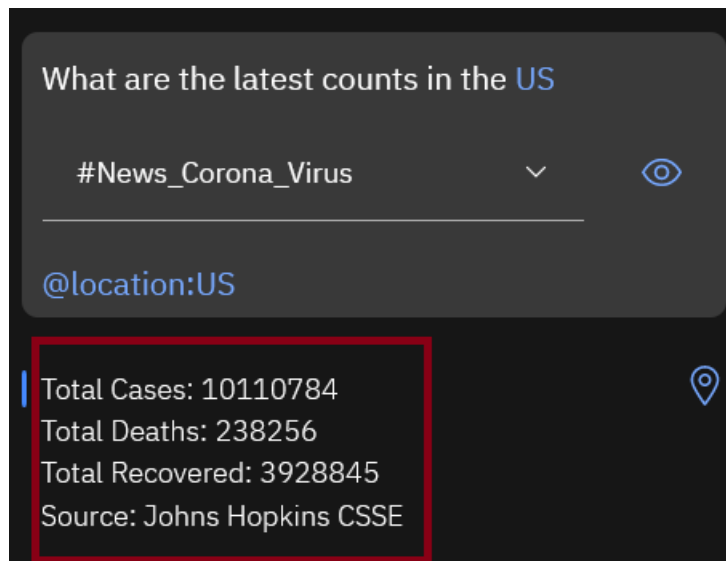 What are the latest counts in the US
#News_Corona_Virus
@location:US
Total Cases: 10110784
Total Deaths: 238256
Total Recovered: 3928845
Source: Johns Hopkins CSSE